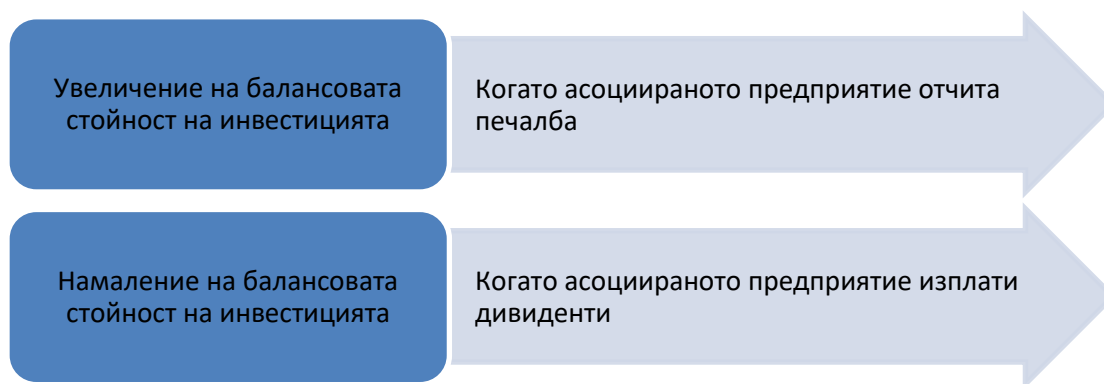 Увеличение на балансовата
стойност на инвестицията
Когато асоциираното предприятие отчита
печалба
Намаление на балансовата
стойност на инвестицията
Когато асоциираното предприятие изплати
дивиденти